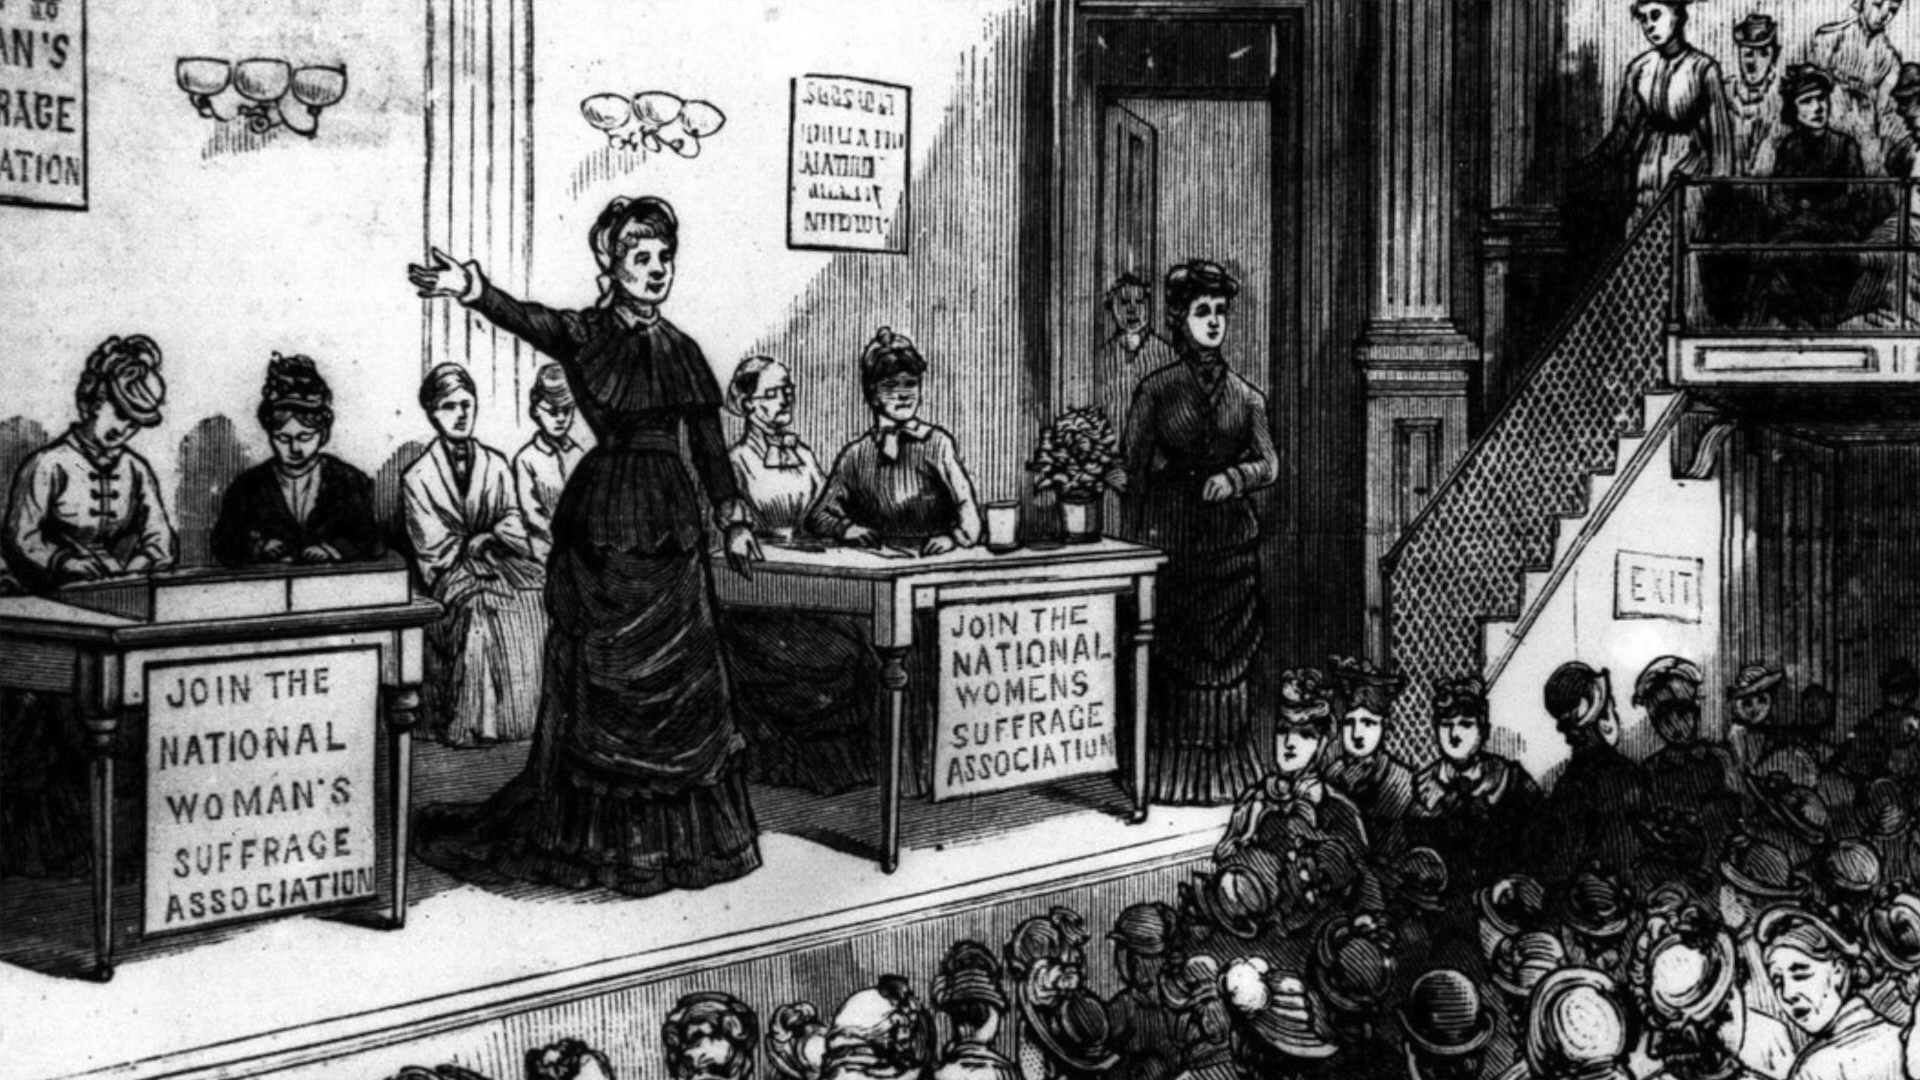 AN'S
RAGE
ATION
JOIN THE
NATIONAL
WOMAN'S
SUFFRAGE
ASSOCIATION
JOIN THE
NATIONAL
WOMENS
SUFFRAGE
ASSOCIATION
EXIT